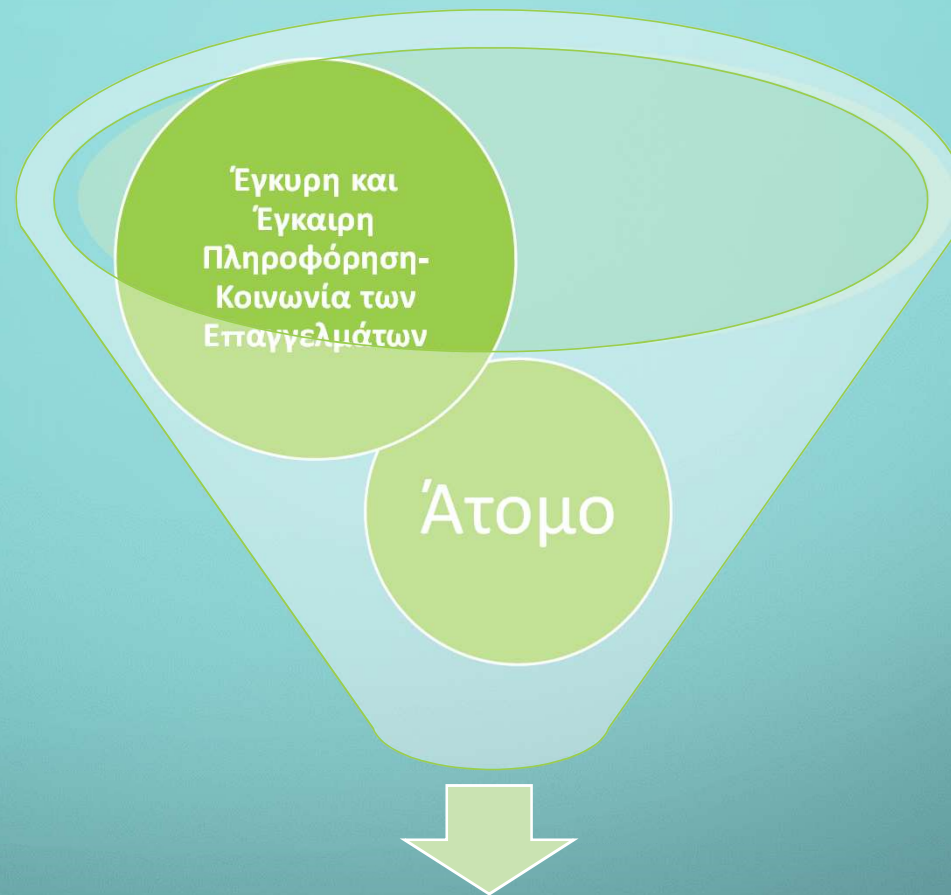 Έγκυρη και
Έγκαιρη
Πληροφόρηση-
Κοινωνία των
Επαγγελμάτων
Άτομο